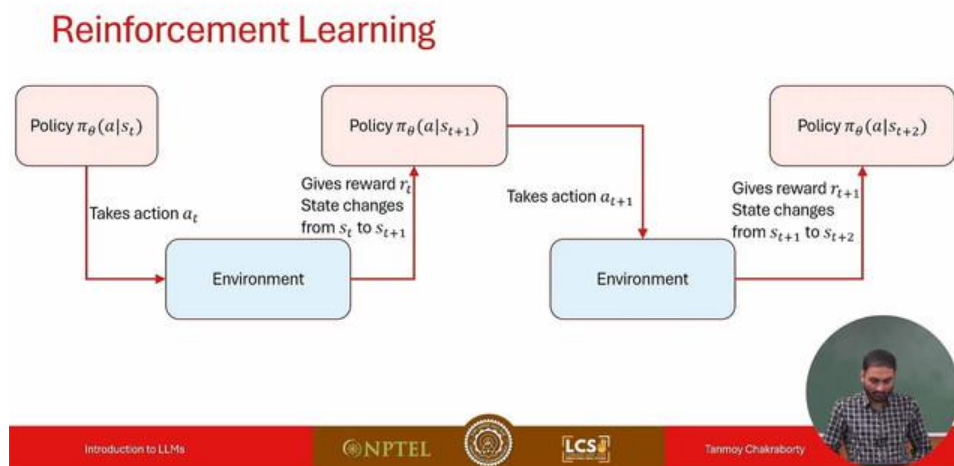 Reinforcement Learning
Policy πθ(a|st)
Policy πθ(a|st+1)
Policy πθ(a|st+2)
Takes action at
Gives reward rt
State changes
from st to st+1
Takes action at+1
Gives reward rt+1
State changes
from st+1 to st+2
Environment
Environment
Introduction to LLMs
NPTEL
LCS
Tanmoy Chakraborty